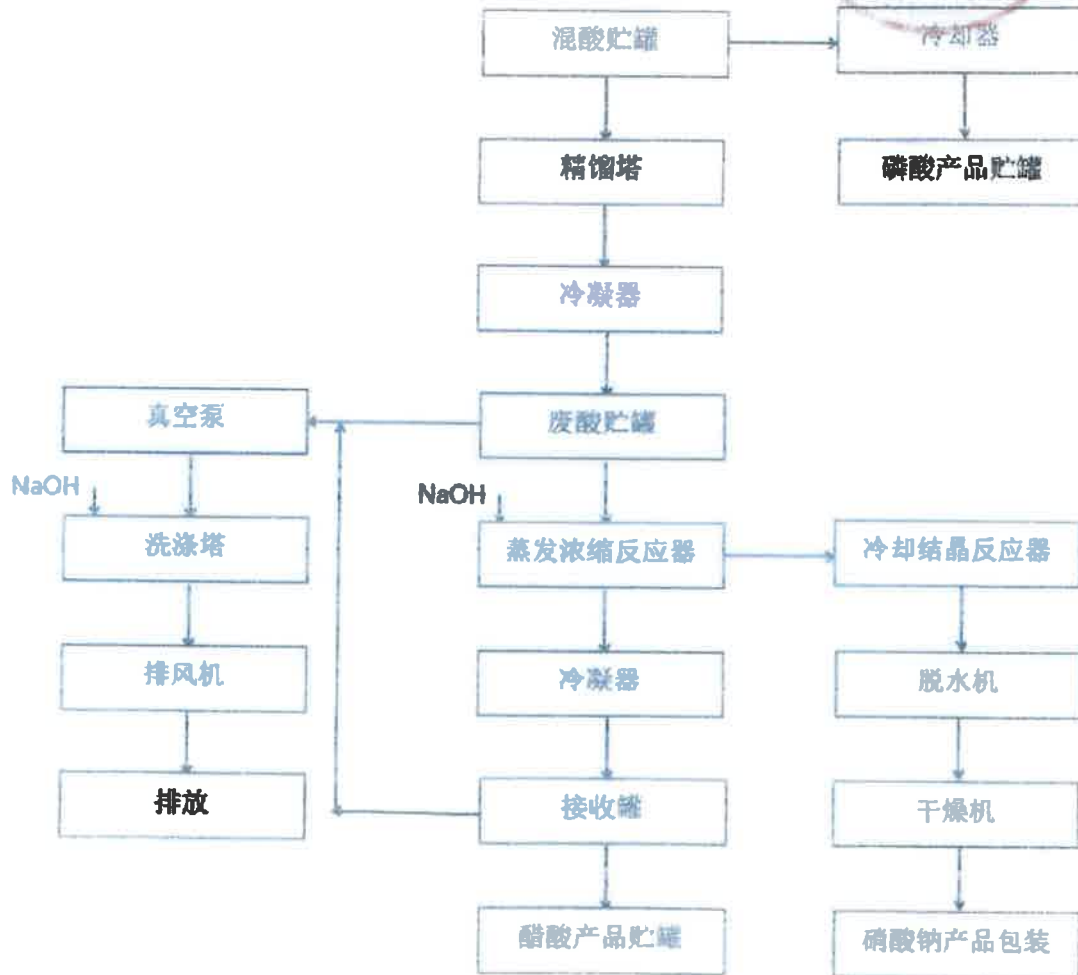 混酸贮罐
冷却器
精馏塔
磷酸产品贮罐
冷凝器
真空泵
废酸贮罐
NaOH
NaOH
洗涤塔
蒸发浓缩反应器
冷却结晶反应器
排风机
冷凝器
脱水机
排放
接收罐
干燥机
醋酸产品贮罐
硝酸钠产品包装